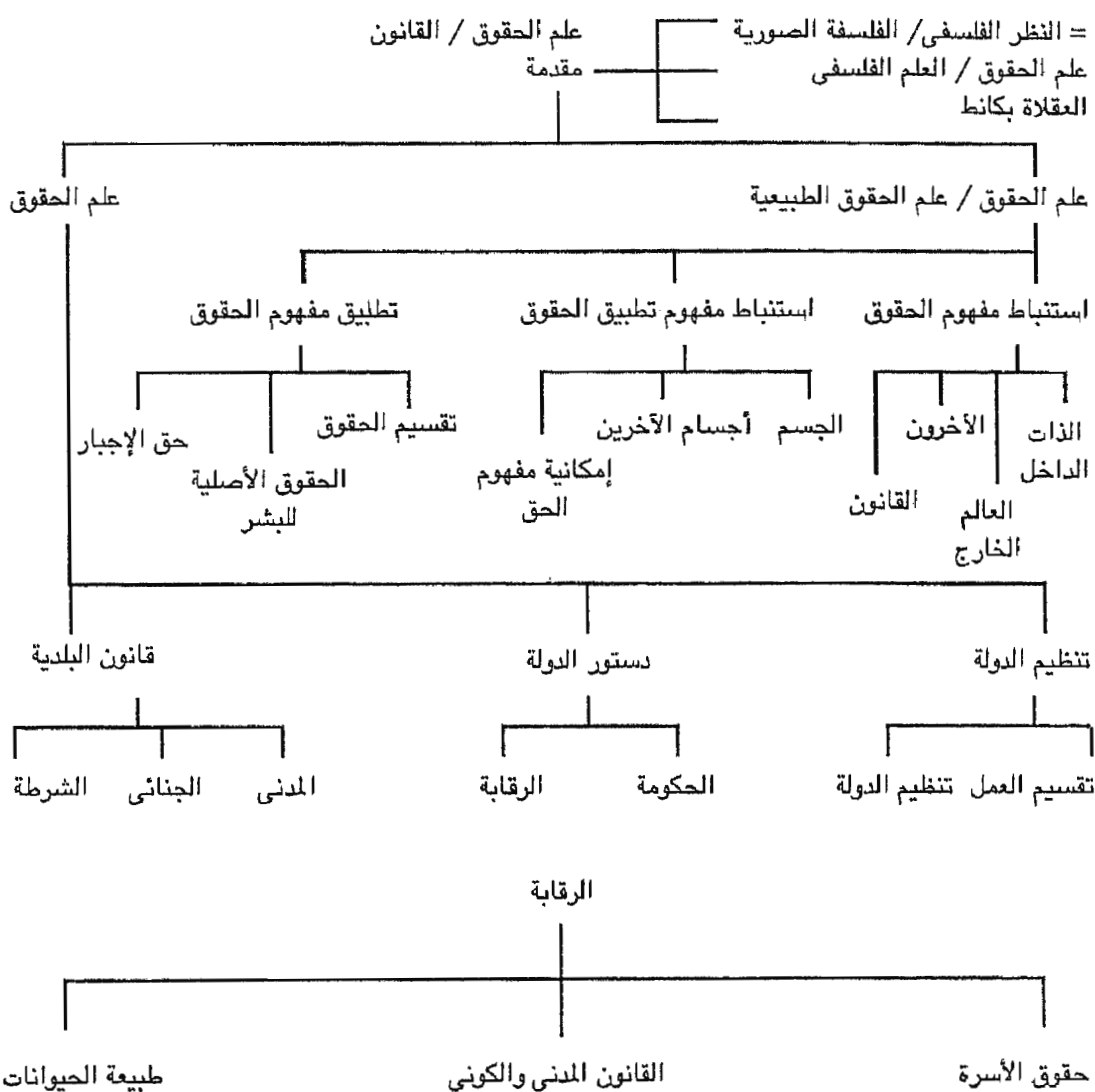 علم الحقوق / القانون
مقدمة
= النظر الفلسفى/ الفلسفة الصورية
علم الحقوق / العلم الفلسفى
العقلاة بكانط
علم الحقوق / علم الحقوق الطبيعية
علم الحقوق
استنباط مفهوم الحقوق
استنباط مفهوم تطبيق الحقوق
تطبيق مفهوم الحقوق
الذات
الداخل
العالم
الخارج
الأخرون
القانون
الجسم
أجسام الآخرين
إمكانية مفهوم
الحق
تقسيم الحقوق
الحقوق الأصلية
للبشر
حق الإجبار
تنظيم الدولة
دستور الدولة
قانون البلدية
تقسيم العمل
تنظيم الدولة
الحكومة
الرقابة
المدنى
الجنائى
الشرطة
الرقابة
حقوق الأسرة
القانون المدنى والكونى
طبيعة الحيوانات